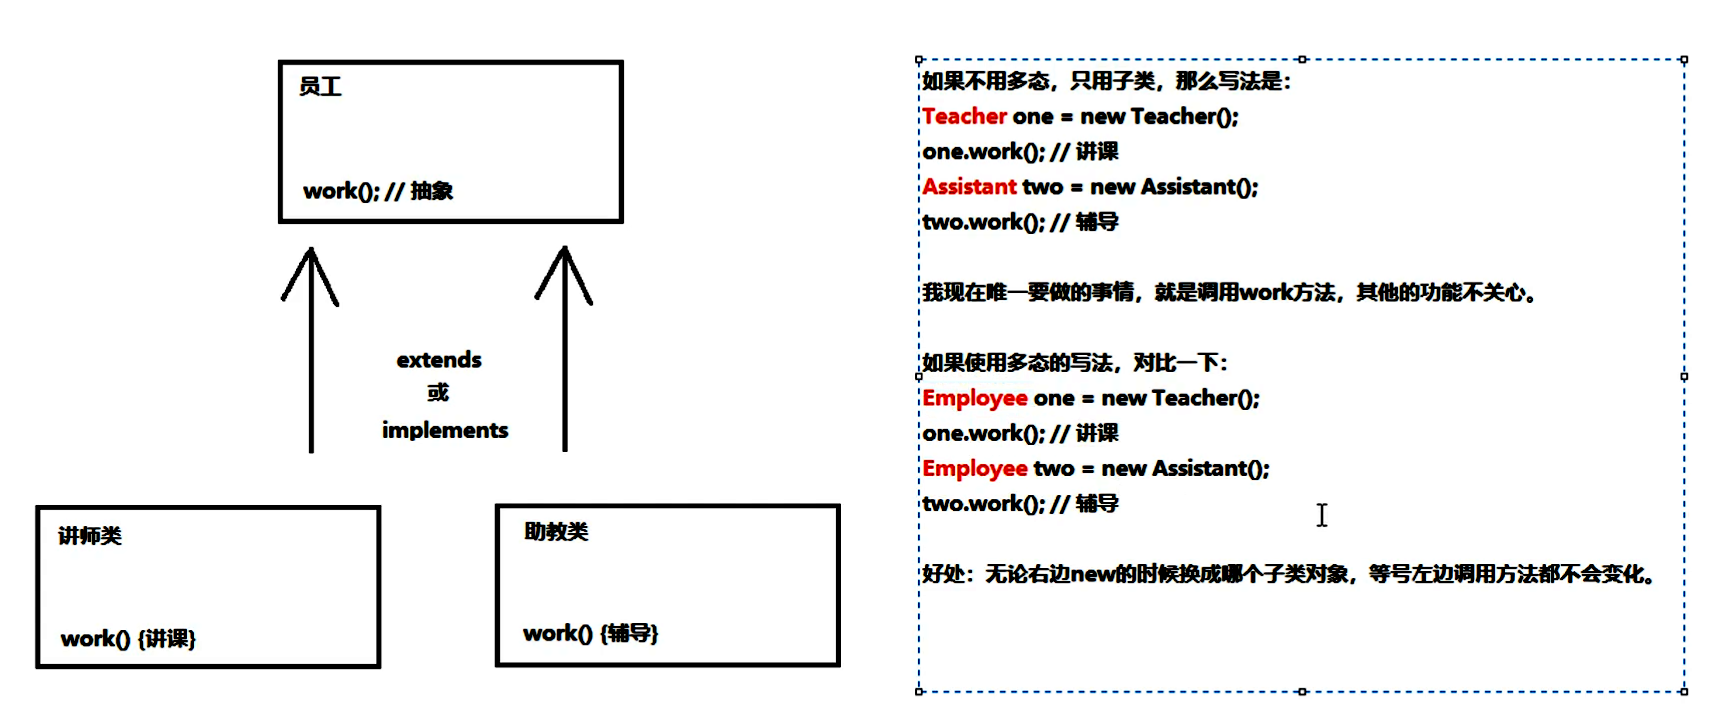 员工
work(); // 抽象
extends
或
implements
讲师类
work() {讲课}
助教类
work() {辅导}
如果不用多态，只用子类，那么写法是：
Teacher one = new Teacher();
one.work(); // 讲课
Assistant two = new Assistant();
two.work(); // 辅导
我现在唯一要做的事情，就是调用work方法，其他的功能不关心。
如果使用多态的写法，对比一下：
Employee one = new Teacher();
one.work(); // 讲课
Employee two = new Assistant();
two.work(); // 辅导
好处：无论右边new的时候换成哪个子类对象，等号左边调用方法都不会变化。